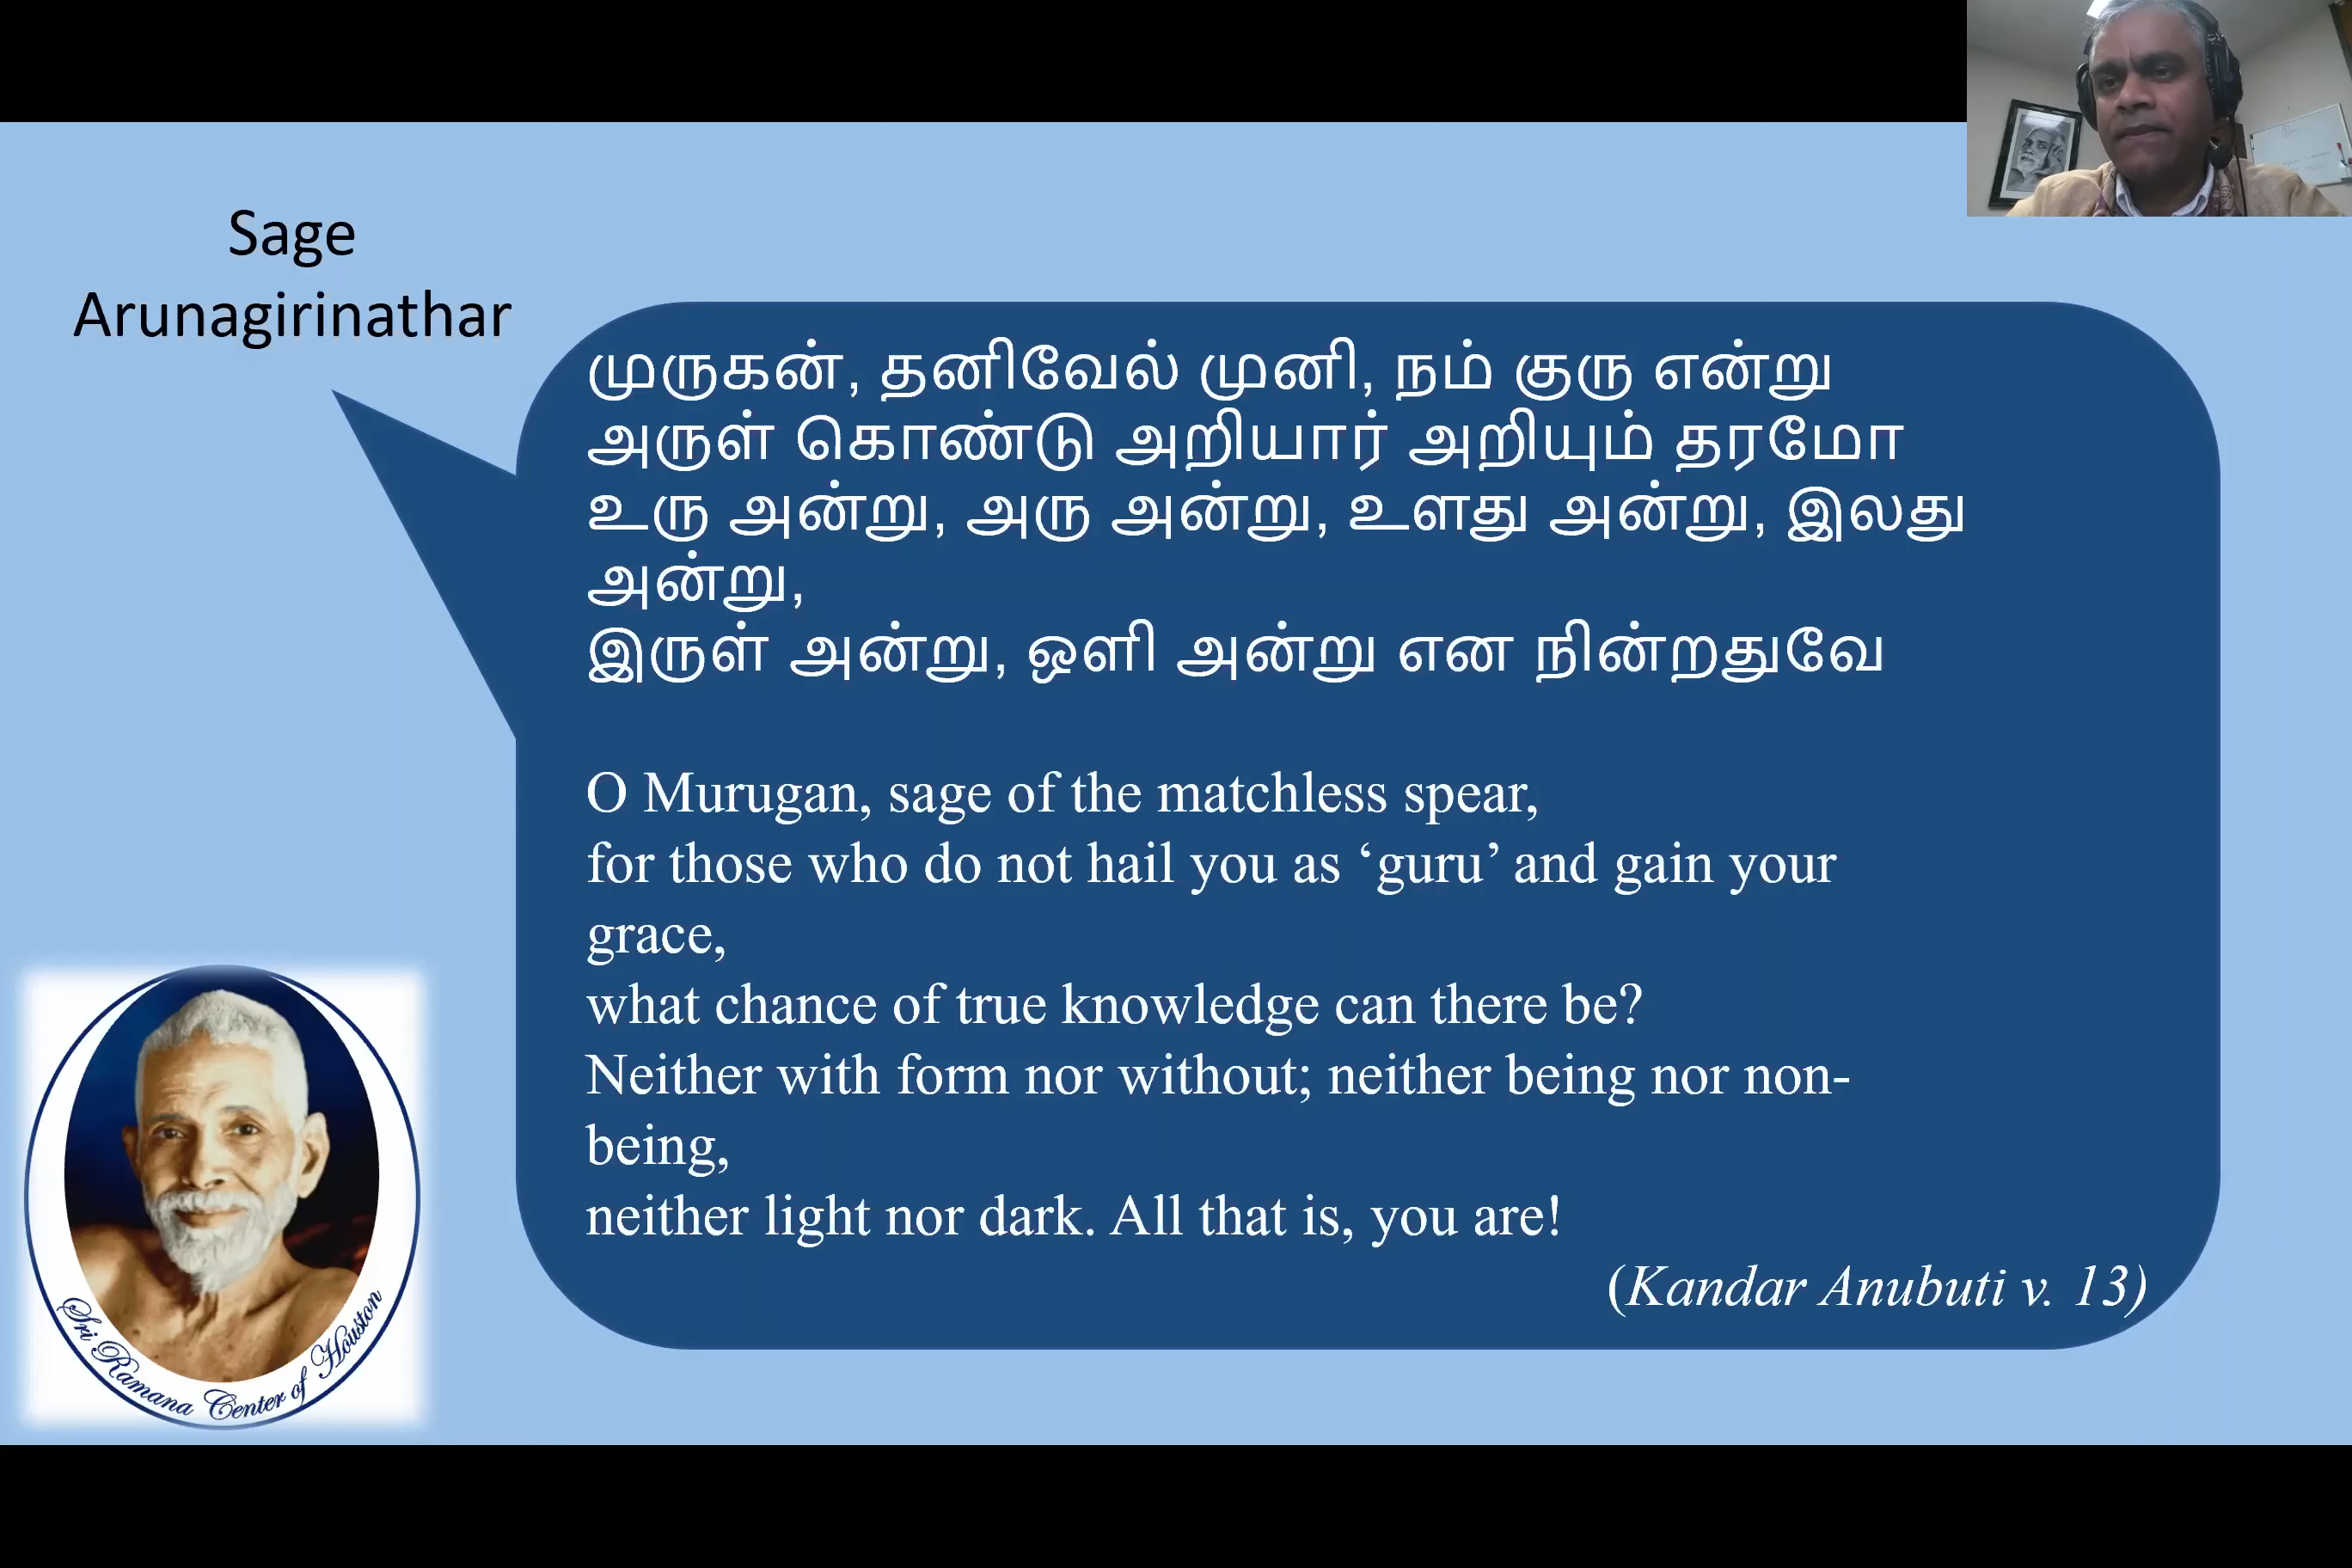 Sage
Arunagirinathar
முருகன், தனிவேல் முனி, நம் குரு என்று
அருள் கொண்டு அறியார் அறியும் தரமோ
உரு அன்று, அரு அன்று, உளது அன்று, இலது
அன்று,
இருள் அன்று, ஒளி அன்று என நின்றதுவே
O Murugan, sage of the matchless spear,
for those who do not hail you as ‘guru’ and gain your
grace,
what chance of true knowledge can there be?
Neither with form nor without; neither being nor non-
being,
neither light nor dark. All that is, you are!
(Kandar Anubuti v. 13)
Sri Ramana Center of Houston